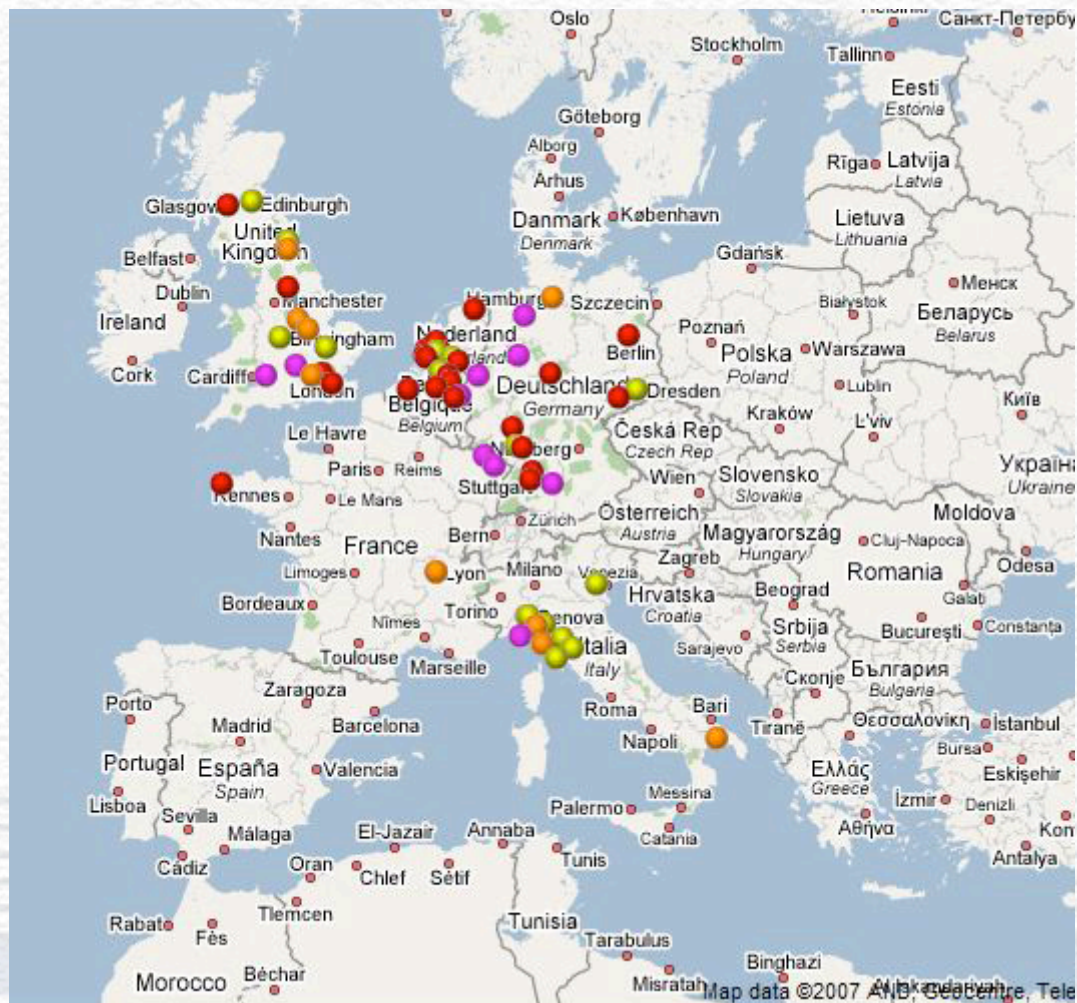 Oslo
Санкт-Петербу
Stockholm
Tallinn
Eesti
Estonia
Göteborg
Alborg
Rīga
Latvija
Latvia
Århus
Glasgow
Edinburgh
Danmark
Denmark
København
Lietuva
Lithuania
United
Kingdom
Belfast
Gdańsk
Менск
Dublin
Manchester
Hamburg
Szczecin
Białystok
Беларусь
Belarus
Ireland
Birmingham
Nederland
Poznań
Warszawa
Berlin
Polska
Poland
Cork
Cardiff
London
Deutschland
Germany
Dresden
Lublin
Київ
Belgique
Belgium
Kraków
L'viv
Le Havre
Česká Rep
Czech Rep
Paris
Reims
Slovensko
Slovakia
Україна
Ukraine
Rennes
Le Mans
Stuttgart
Wien
Österreich
Austria
Moldova
Nantes
Zürich
Magyarország
Hungary
Cluj-Napoca
France
Bern
Zagreb
Odesa
Limoges
Lyon
Milano
Venezia
Romania
Hrvatska
Croatia
Beograd
Galati
Bordeaux
Torino
Genova
Srbija
Serbia
București
Constanța
Nîmes
Toulouse
Marseille
Italia
Italy
Sarajevo
България
Bulgaria
Zaragoza
Скопје
Porto
Barcelona
Roma
Bari
Θεσσαλονίκη
İstanbul
Madrid
Napoli
Tiranë
Bursa
Portugal
España
Spain
Valencia
Ελλάς
Greece
Eskişehir
Lisboa
Messina
İzmir
Denizli
Sevilla
Palermo
Catania
Αθήνα
Kon
Málaga
El-Jazair
Annaba
Antalya
Cádiz
Oran
Chlef
Sétif
Tunis
Tlemcen
Rabat
Fès
Tunisia
Tarabulus
Binghazi
Morocco
Béchar
Misratah
Al Iskandariyah
Map data ©2007 AND, Geocentre, Tele